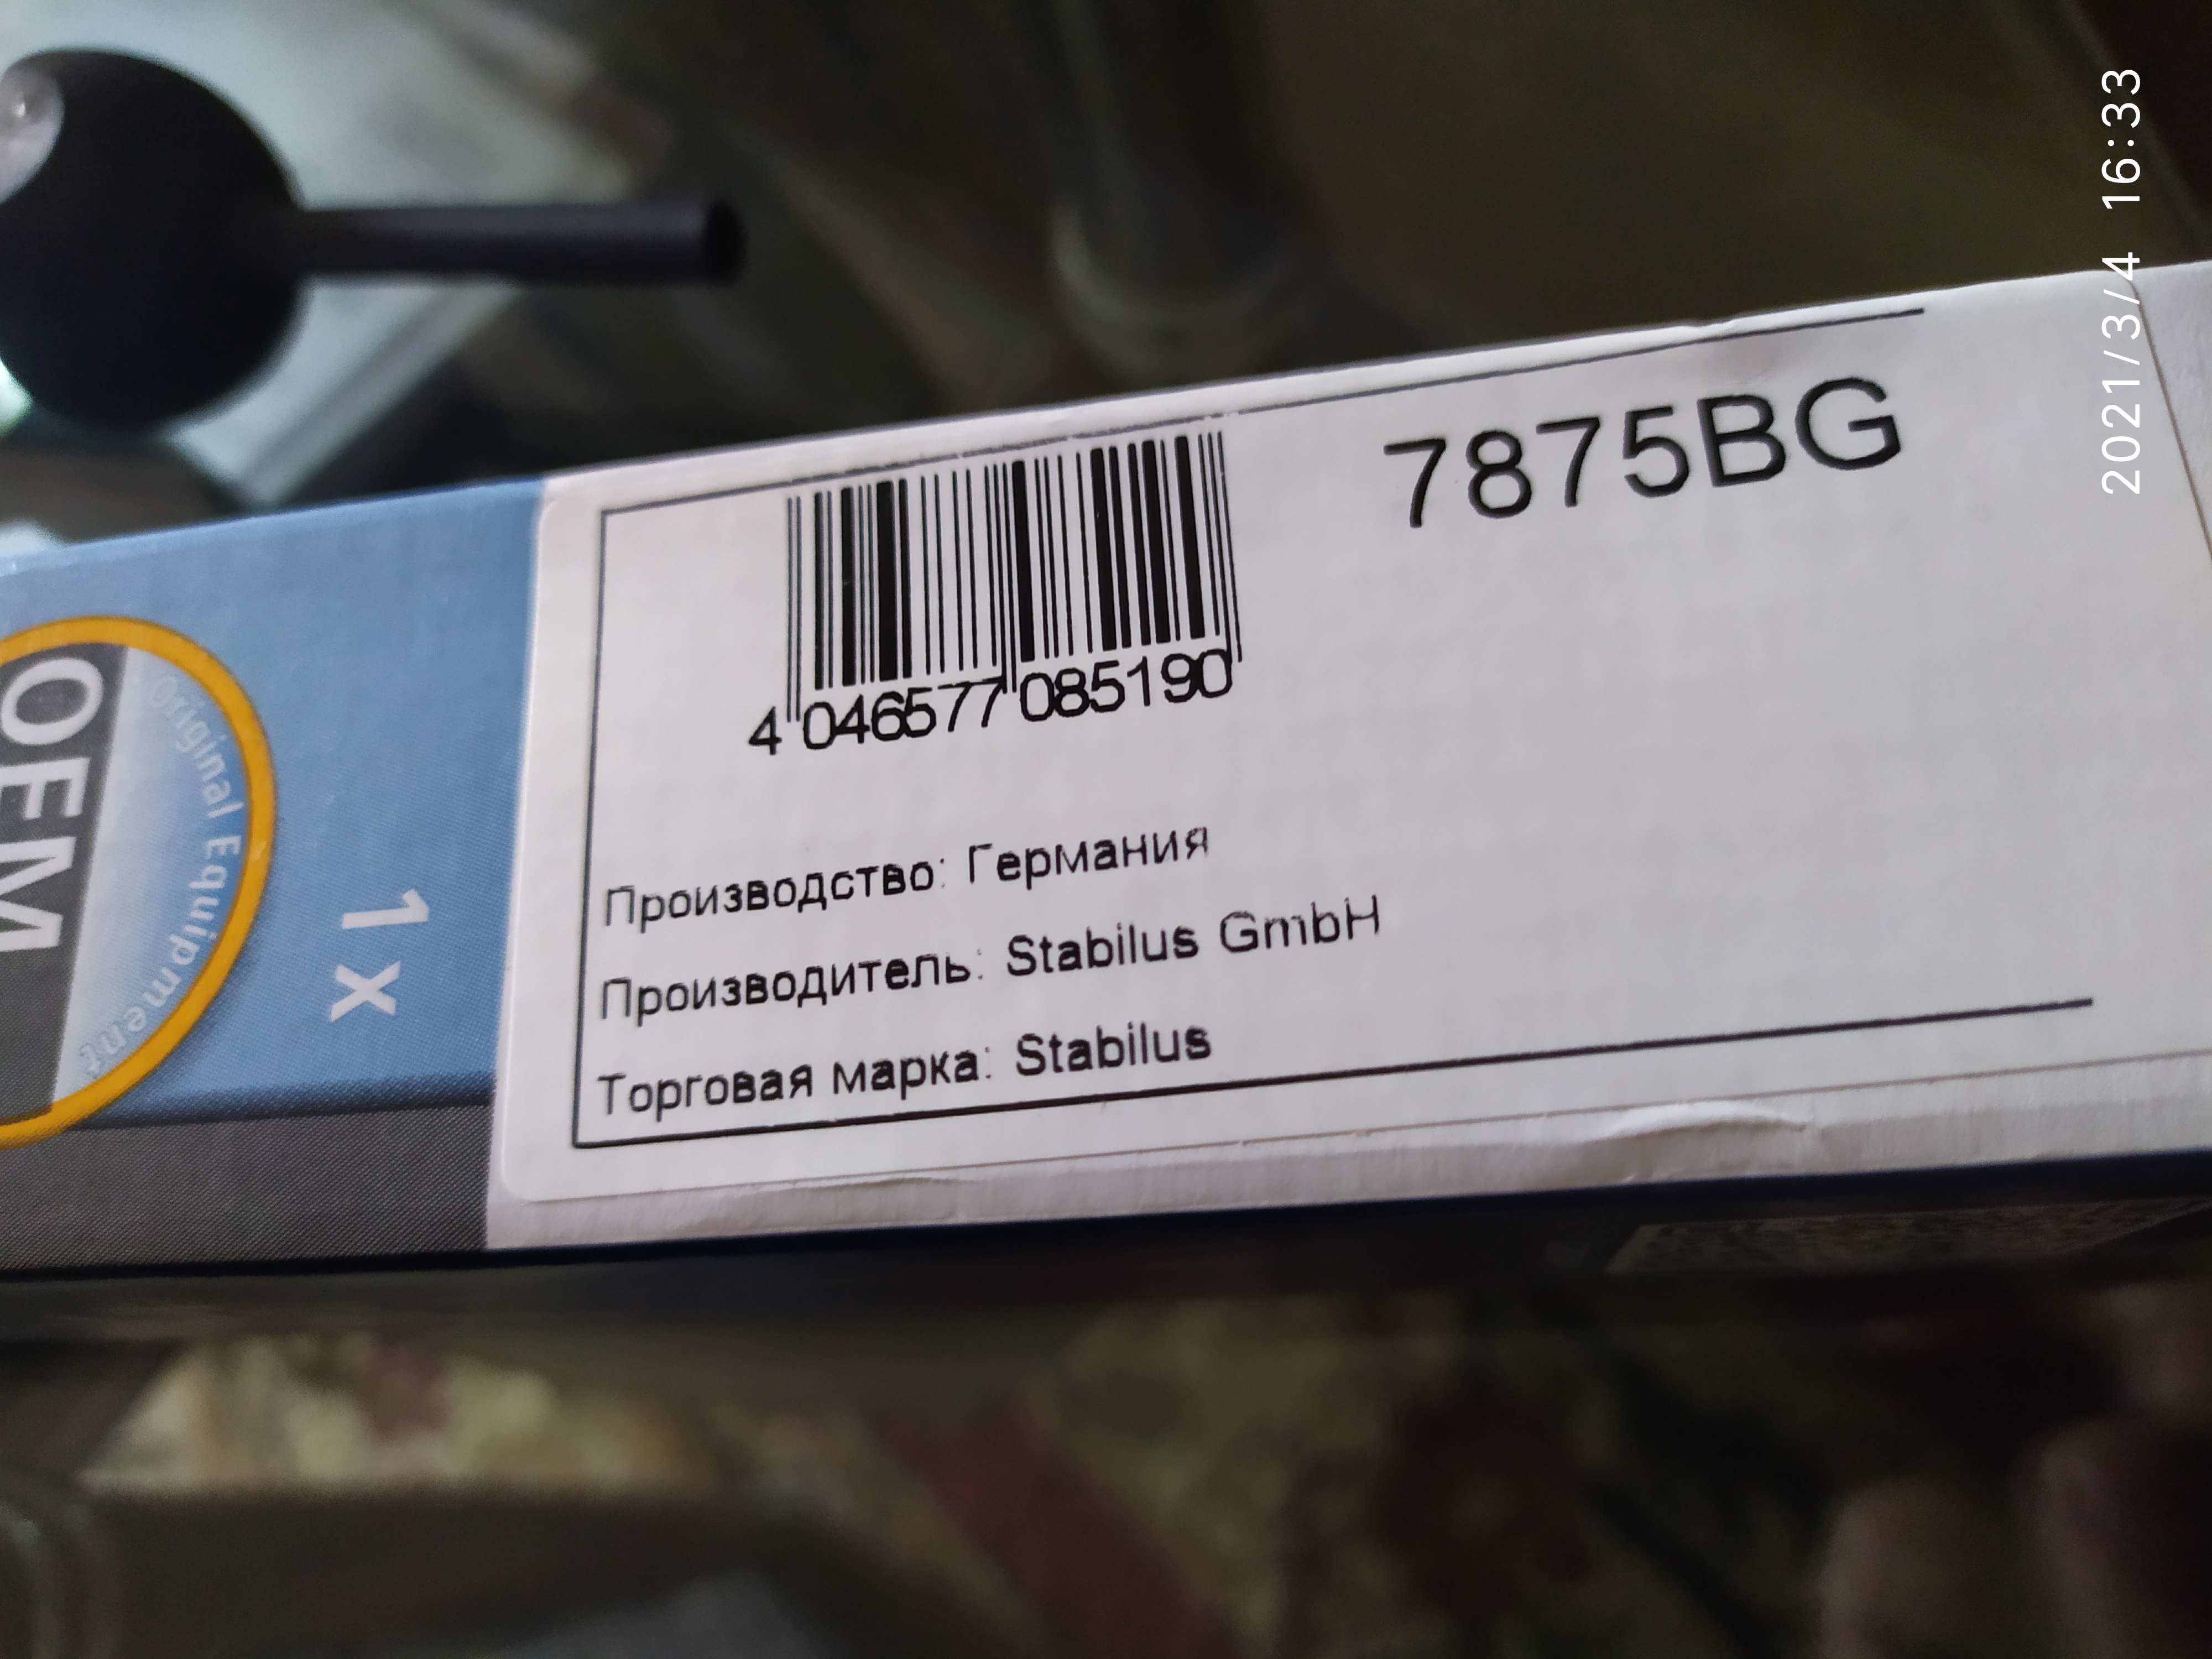 2021/3/4 16:33
7875BG
4 046577 085190
Производство: Германия
Производитель: Stabilus GmbH
Торговая марка: Stabilus
OEM
Original Equipment
1x